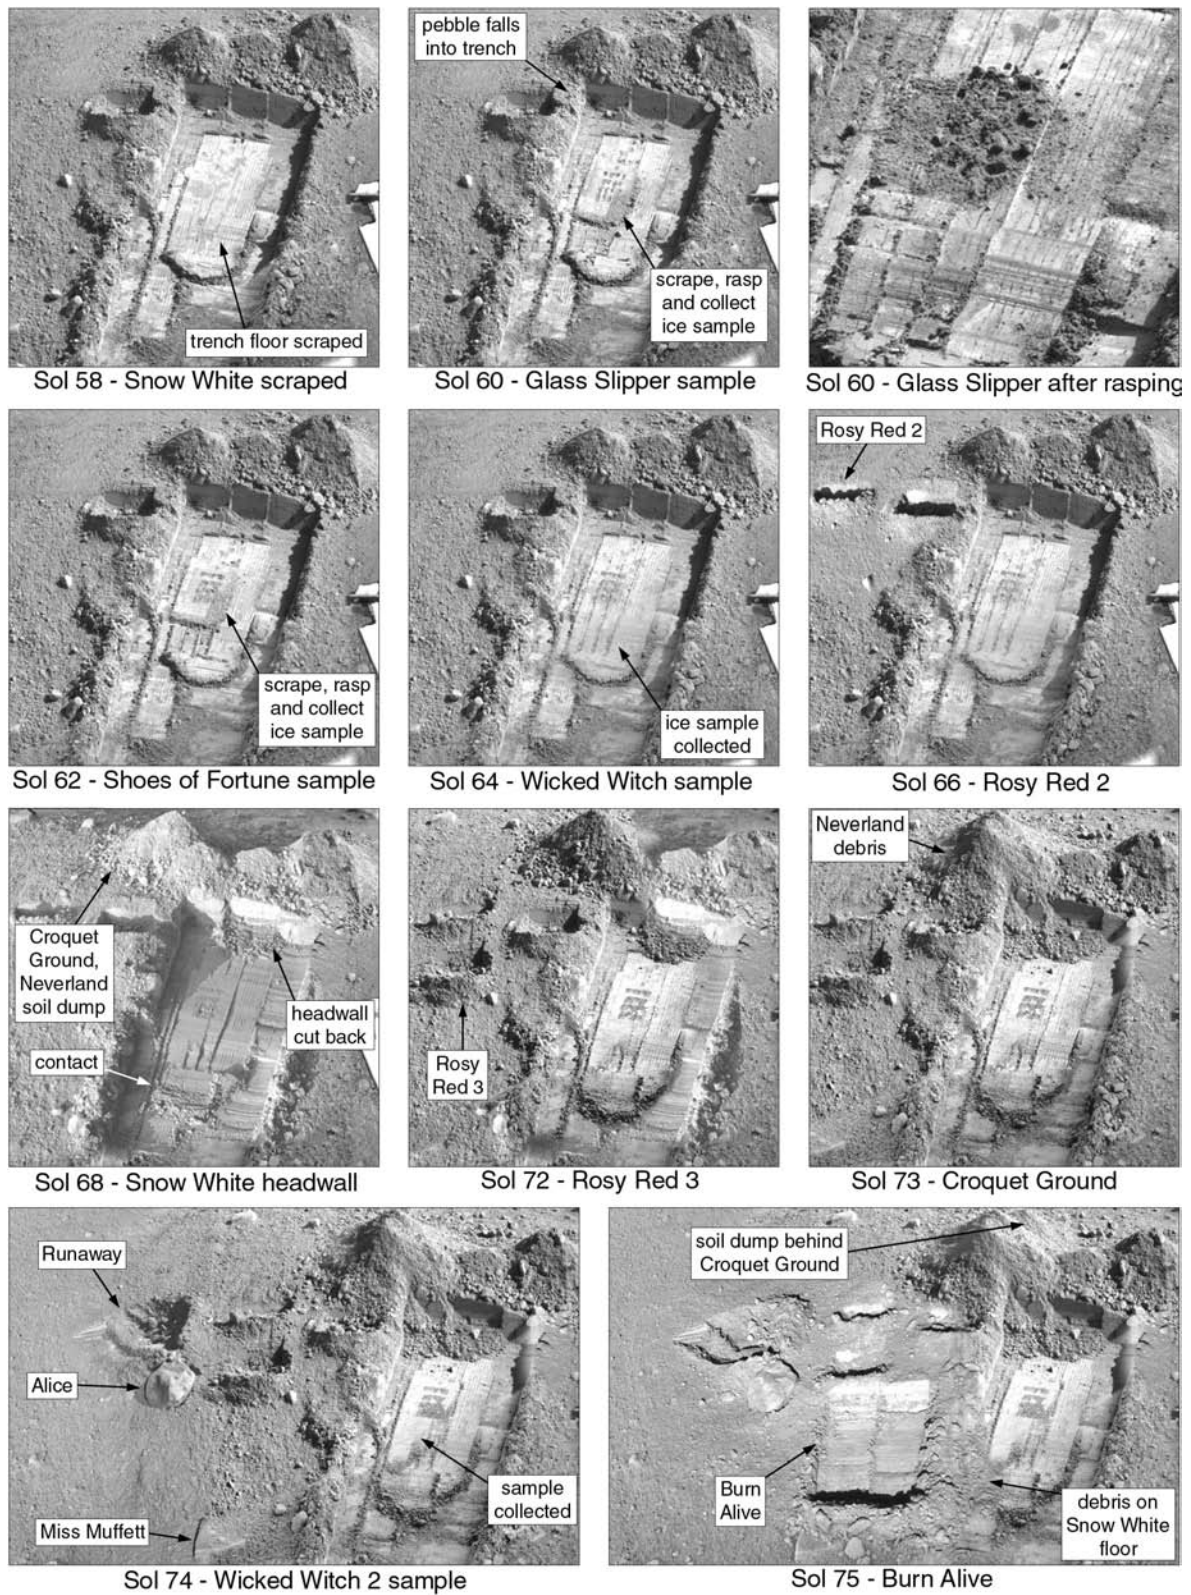 pebble falls
into trench
trench floor scraped
scrape, rasp
and collect
ice sample
Sol 58 - Snow White scraped
Sol 60 - Glass Slipper sample
Sol 60 - Glass Slipper after rasping
Rosy Red 2
scrape, rasp
and collect
ice sample
ice sample
collected
Sol 62 - Shoes of Fortune sample
Sol 64 - Wicked Witch sample
Sol 66 - Rosy Red 2
Croquet
Ground,
Neverland
soil dump
headwall
cut back
contact
Rosy
Red 3
Neverland
debris
Sol 68 - Snow White headwall
Sol 72 - Rosy Red 3
Sol 73 - Croquet Ground
Runaway
Alice
Miss Muffett
sample
collected
soil dump behind
Croquet Ground
Burn
Alive
debris on
Snow White
floor
Sol 74 - Wicked Witch 2 sample
Sol 75 - Burn Alive